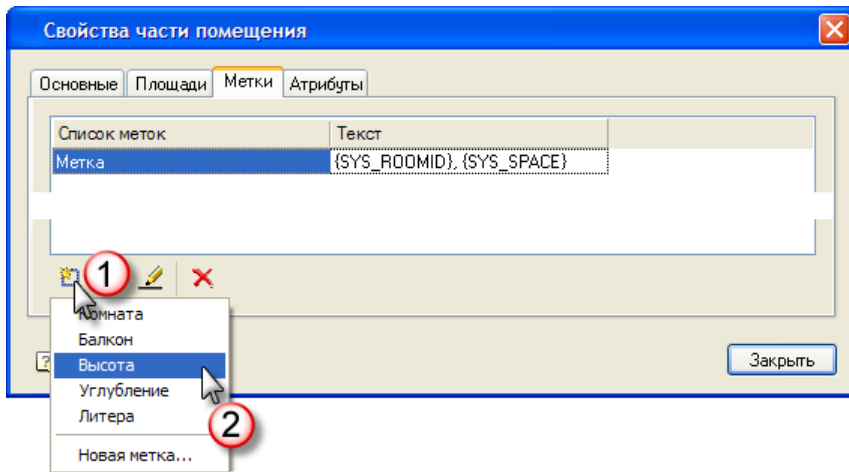 Свойства части помещения
Основные Площади Метки Атрибуты
Список меток Текст
Метка {SYS_ROOMID}, {SYS_SPACE}
1
Комната
Балкон
Высота
Углубление
Литера
2
Новая метка...
Закрыть